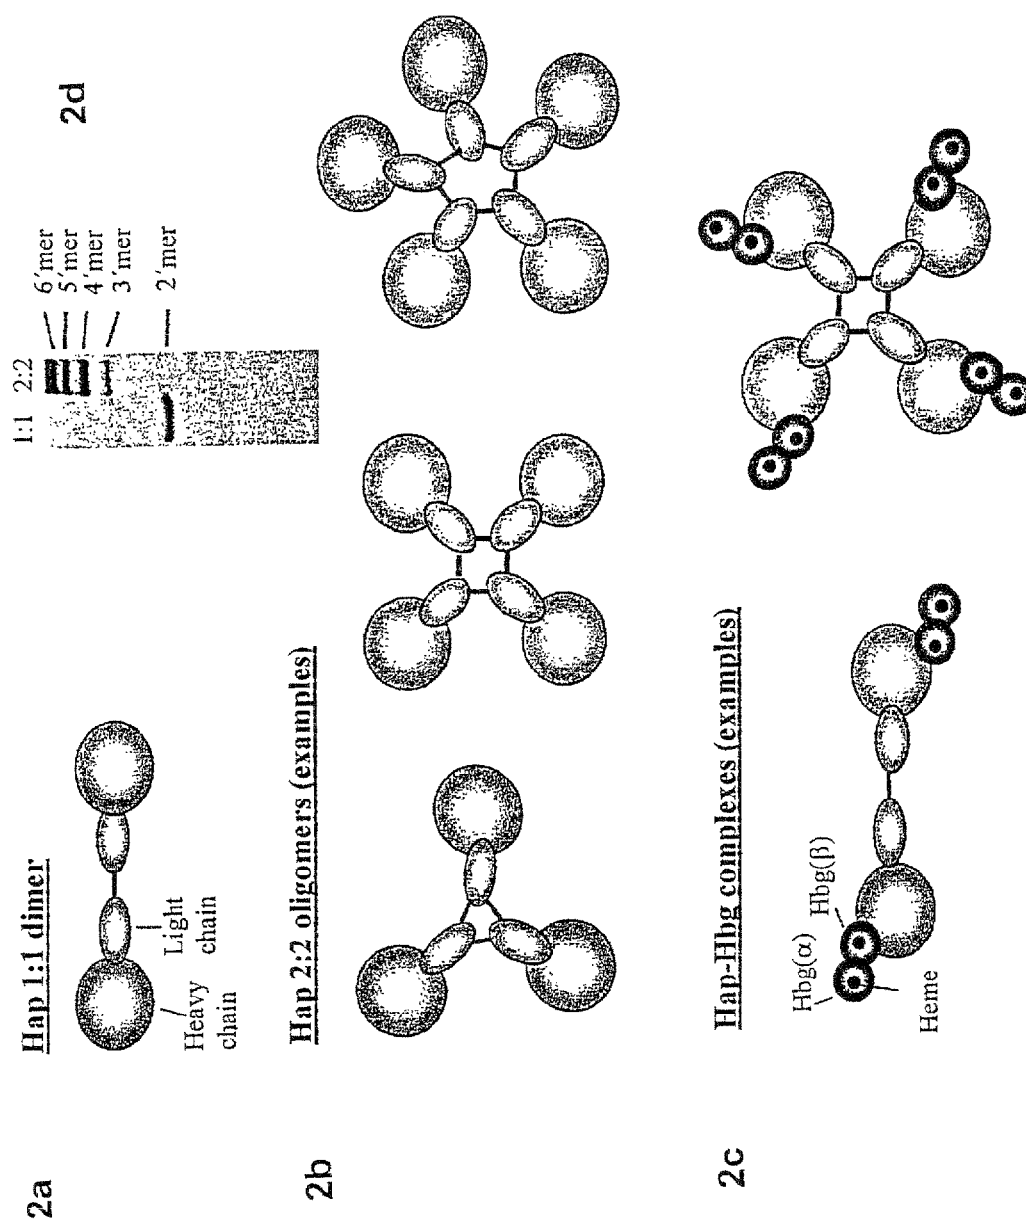 2a
Hap 1:1 dimer
Heavy
chain
Light
chain
1:1 2:2
6´mer
5´mer
4´mer
3´mer
2´mer
2d
2b
Hap 2:2 oligomers (examples)
2c
Hap-Hbg complexes (examples)
Hbg(α)
Hbg(β)
Heme